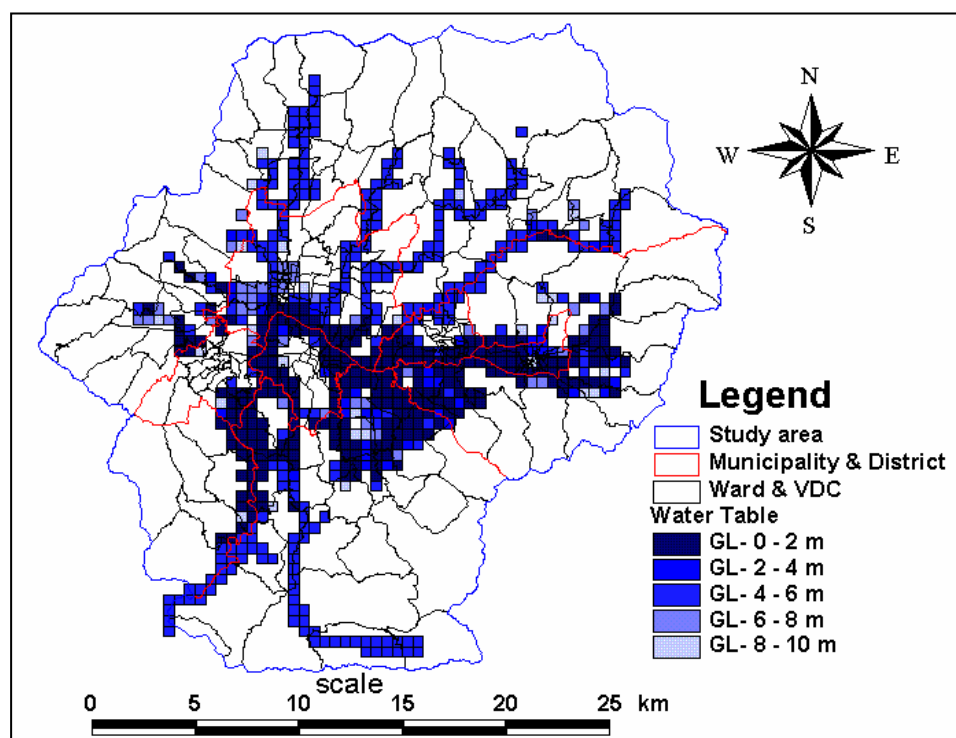 N
W E
S
Legend
Study area
Municipality & District
Ward & VDC
Water Table
GL- 0 - 2 m
GL- 2 - 4 m
GL- 4 - 6 m
GL- 6 - 8 m
GL- 8 - 10 m
scale
0 5 10 15 20 25 km